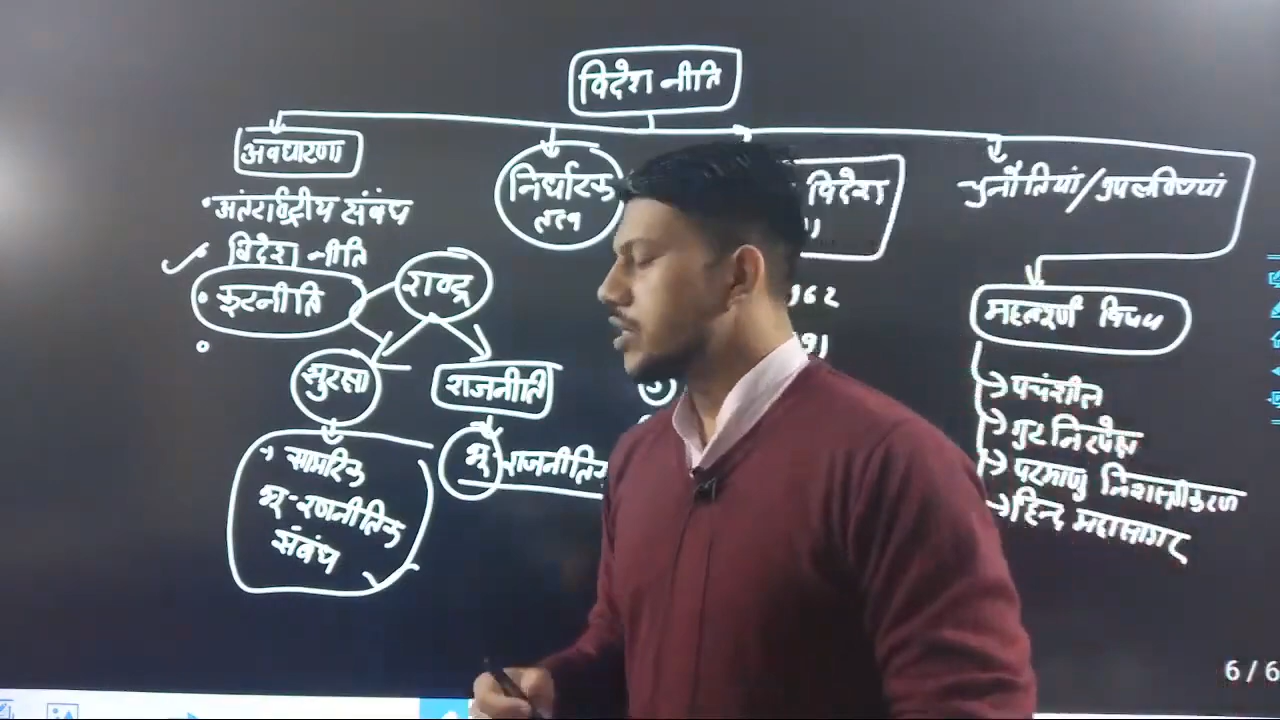 विदेश नीति
अवधारणा
• अंतर्राष्ट्रीय संबंध
विदेश नीति
• कूटनीति
राष्ट्र
सुरक्षा
राजनीति
सामरिक
भू-रणनीतिक
संबंध
भू राजनीतिक
निर्धारक
तत्व
विदेश
962
चुनौतियां/उपलब्धियां
महत्वपूर्ण विषय
→ पंचशील
→ गुट निरपेक्ष
→ परमाणु निशस्त्रीकरण
→ हिन्द महासागर
6/6